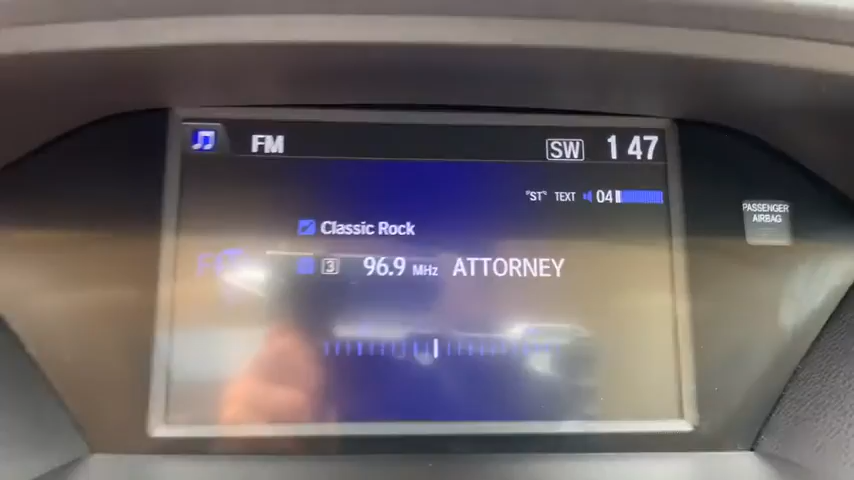 FM SW 1 47
"ST" TEXT 04
Classic Rock
3 96.9 MHz ATTORNEY
PASSENGER
AIRBAG